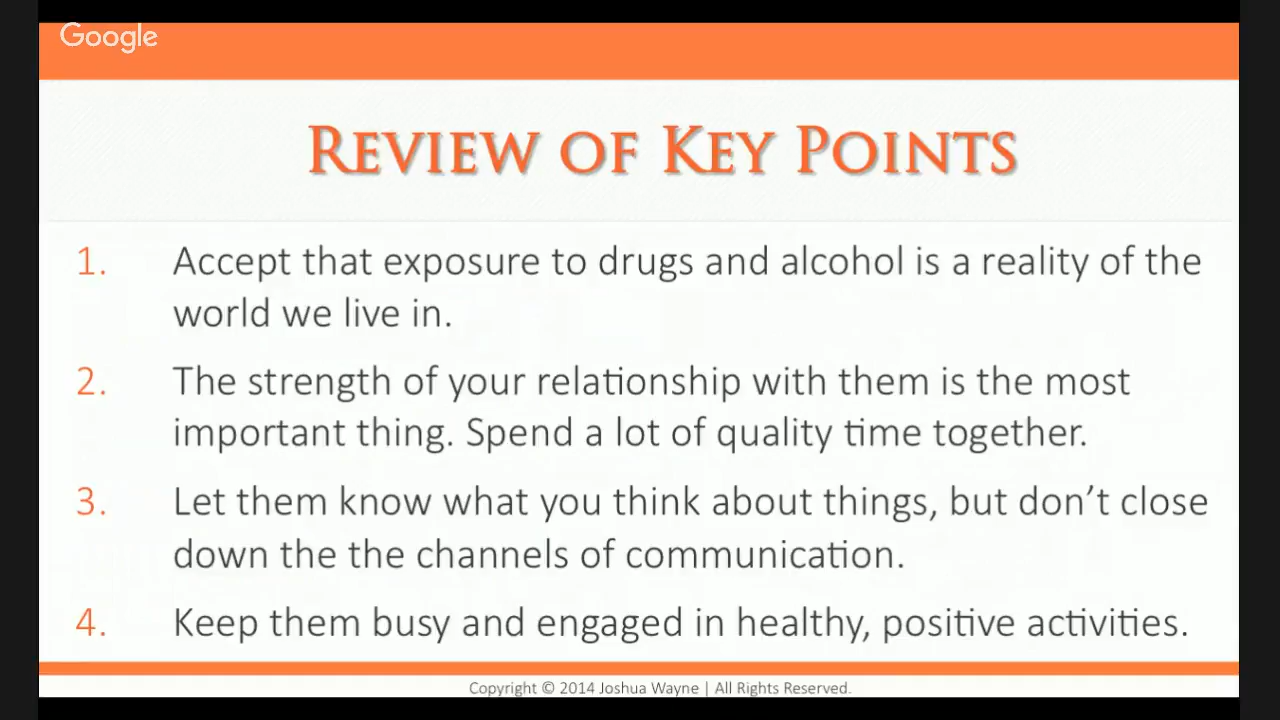 Google
REVIEW OF KEY POINTS
1. Accept that exposure to drugs and alcohol is a reality of the
world we live in.
2. The strength of your relationship with them is the most
important thing. Spend a lot of quality time together.
3. Let them know what you think about things, but don’t close
down the the channels of communication.
4. Keep them busy and engaged in healthy, positive activities.
Copyright © 2014 Joshua Wayne | All Rights Reserved.